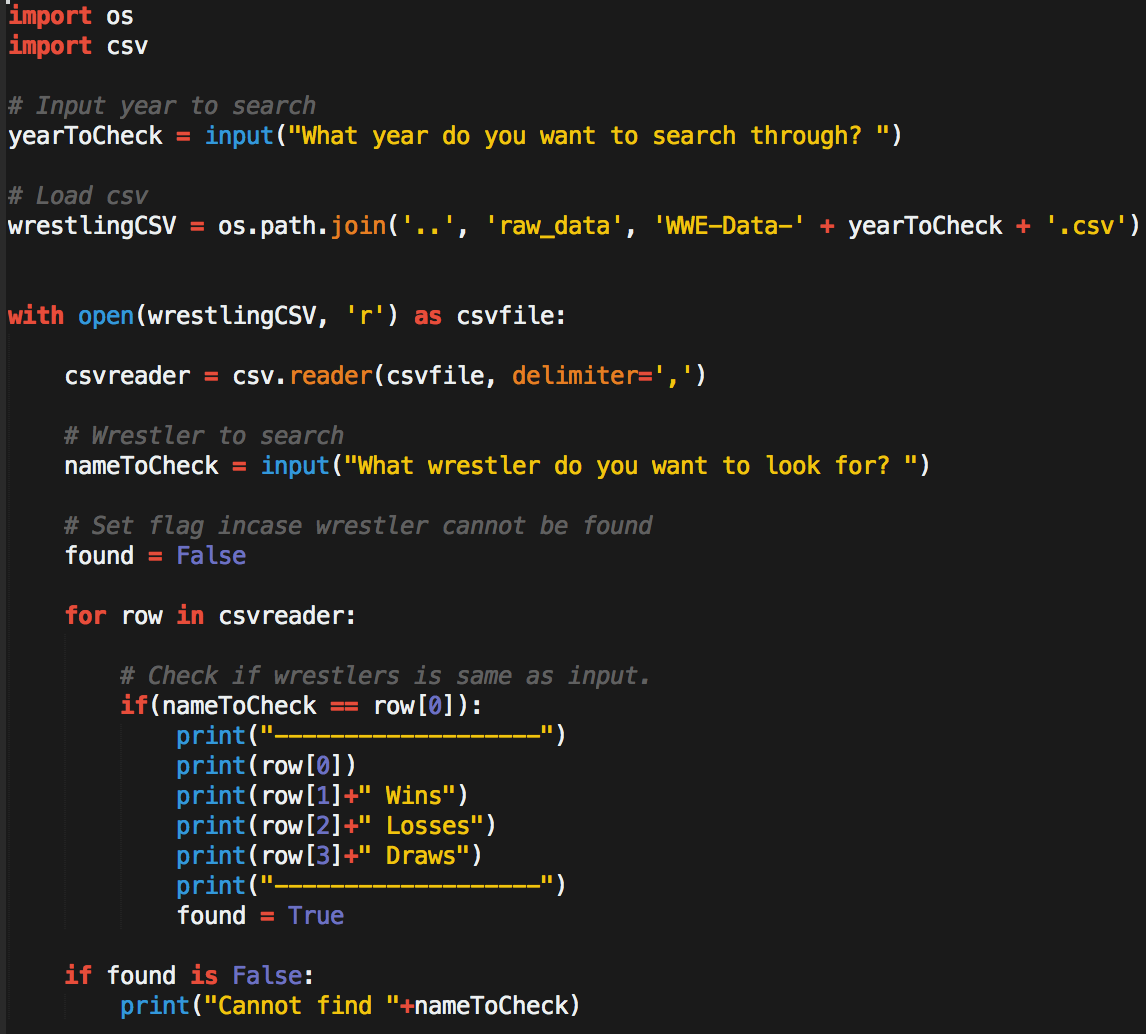 import os
import csv

# Input year to search
yearToCheck = input("What year do you want to search through? ")

# Load csv
wrestlingCSV = os.path.join('..', 'raw_data', 'WWE-Data-' + yearToCheck + '.csv')


with open(wrestlingCSV, 'r') as csvfile:

    csvreader = csv.reader(csvfile, delimiter=',')

    # Wrestler to search
    nameToCheck = input("What wrestler do you want to look for? ")

    # Set flag incase wrestler cannot be found
    found = False

    for row in csvreader:

        # Check if wrestlers is same as input.
        if(nameToCheck == row[0]):
            print("-------------------")
            print(row[0])
            print(row[1]+" Wins")
            print(row[2]+" Losses")
            print(row[3]+" Draws")
            print("-------------------")
            found = True

    if found is False:
        print("Cannot find "+nameToCheck)